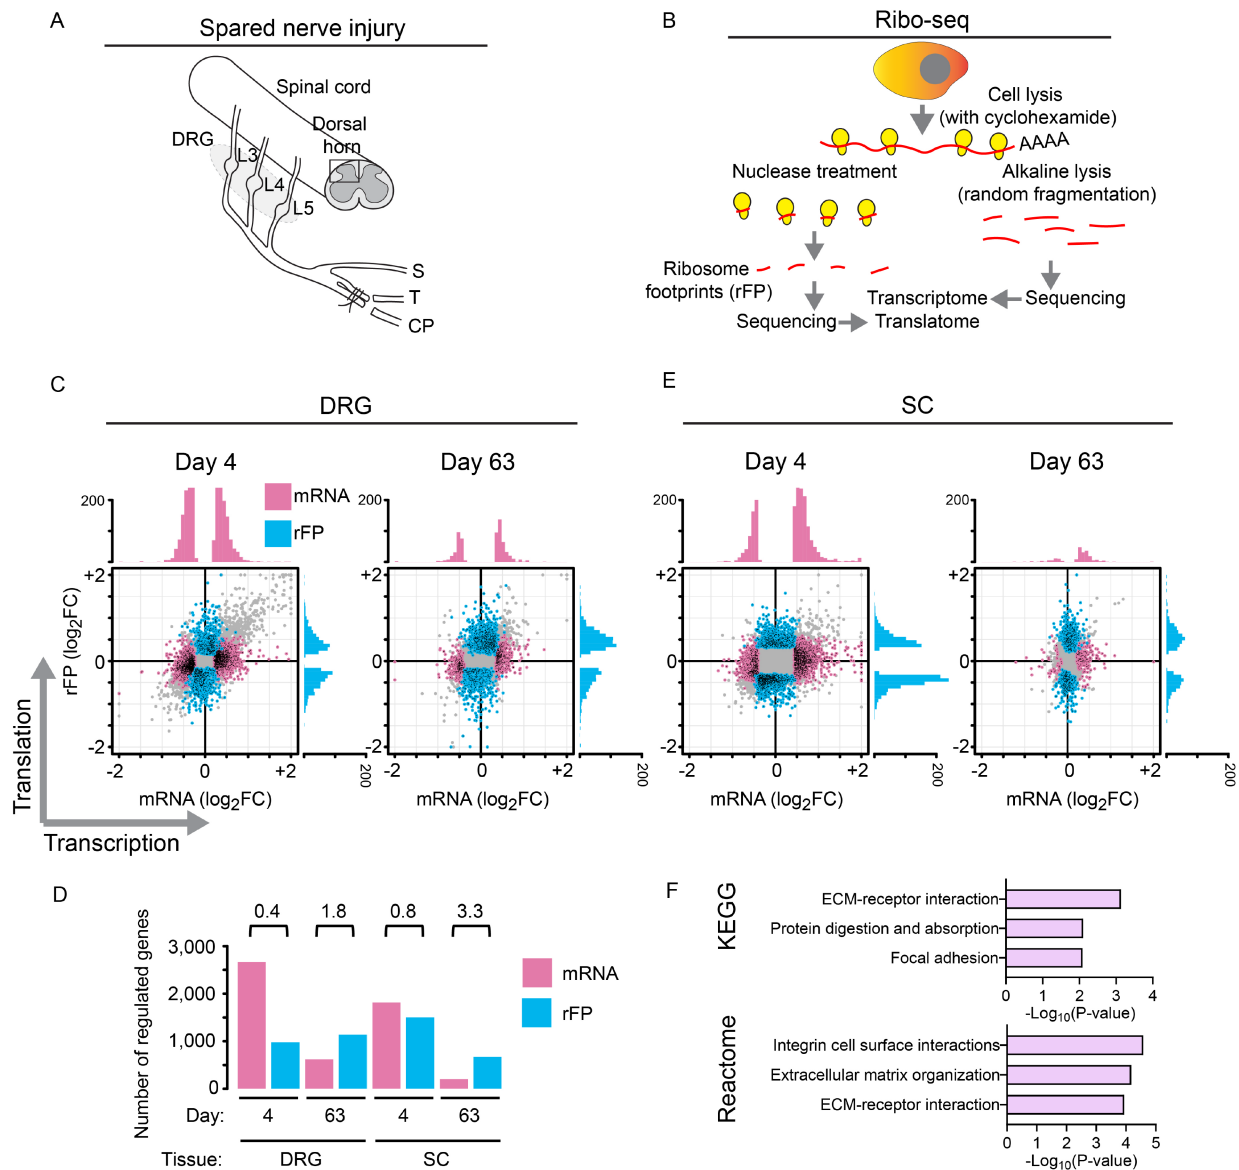 A
Spared nerve injury
Spinal cord
Dorsal
horn
DRG
L3
L4
L5
S
T
CP
B
Ribo-seq
Cell lysis
(with cyclohexamide)
AAAA
Nuclease treatment
Alkaline lysis
(random fragmentation)
Ribosome
footprints (rFP)
Transcriptome
Sequencing
Sequencing
Translatome
C
DRG
Day 4
Day 63
200
200
mRNA
rFP
+2
0
-2
+2
0
-2
rFP (log2FC)
-2 0 +2
200
-2 0 +2
200
mRNA (log2FC)
mRNA (log2FC)
Translation
Transcription
E
SC
Day 4
Day 63
200
200
+2
0
-2
+2
0
-2
-2 0 +2
200
-2 0 +2
200
mRNA (log2FC)
mRNA (log2FC)
D
0.4 1.8 0.8 3.3
Number of regulated genes
3,000
2,000
1,000
0
mRNA
rFP
Day: 4 63 4 63
Tissue: DRG SC
F
KEGG
ECM-receptor interaction
Protein digestion and absorption
Focal adhesion
0 1 2 3 4
-Log10(P-value)
Reactome
Integrin cell surface interactions
Extracellular matrix organization
ECM-receptor interaction
0 1 2 3 4 5
-Log10(P-value)